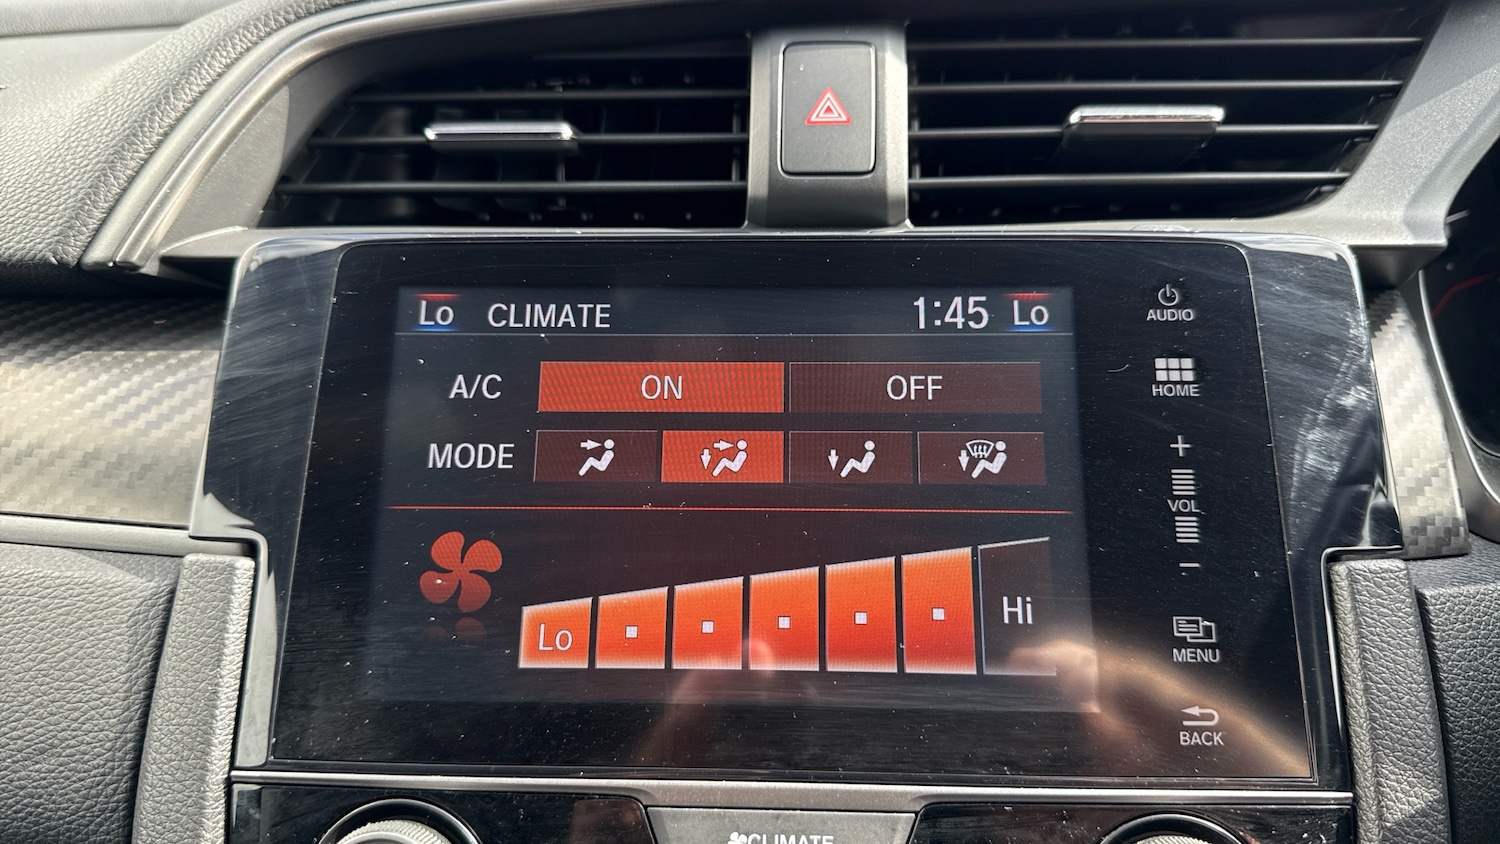 Lo CLIMATE 1:45 Lo
A/C ON OFF
MODE
Lo Hi
AUDIO
HOME
+
VOL
−
MENU
BACK
CLIMATE